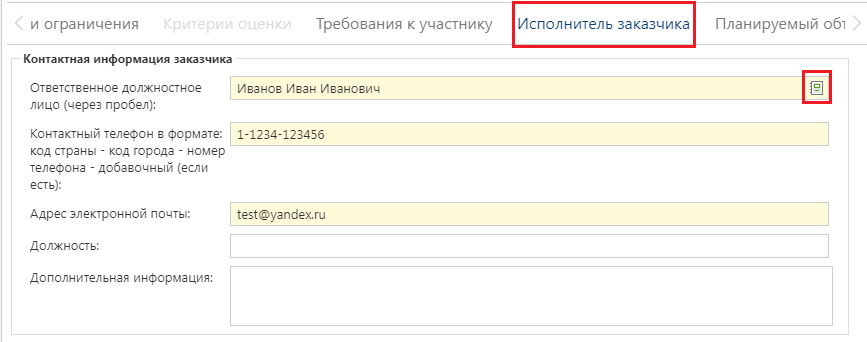 и ограничения Критерии оценки Требования к участнику Исполнитель заказчика Планируемый объ
Контактная информация заказчика
Ответственное должностное
лицо (через пробел):
Иванов Иван Иванович
Контактный телефон в формате:
код страны - код города - номер
телефона - добавочный (если
есть):
1-1234-123456
Адрес электронной почты:
test@yandex.ru
Должность:
Дополнительная информация: